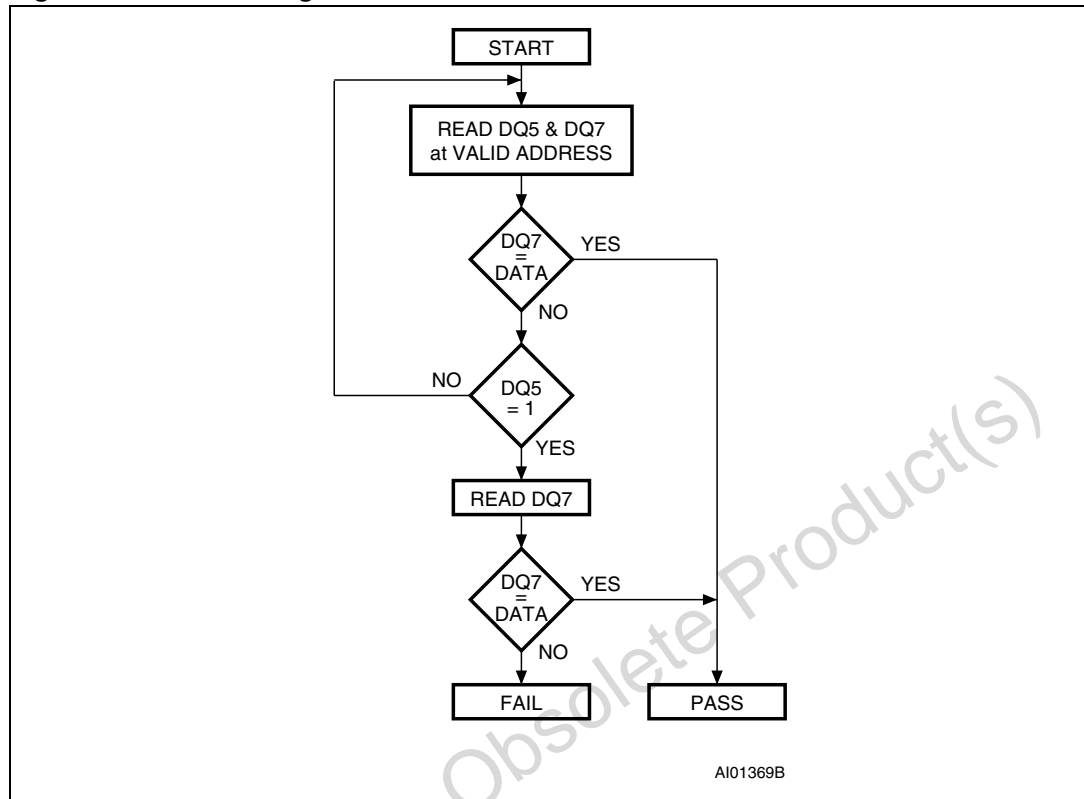 START
READ DQ5 & DQ7
at VALID ADDRESS
DQ7
=
DATA
YES
NO
DQ5
= 1
NO
YES
READ DQ7
DQ7
=
DATA
YES
NO
FAIL
PASS
AI01369B
Obsolete Product(s)